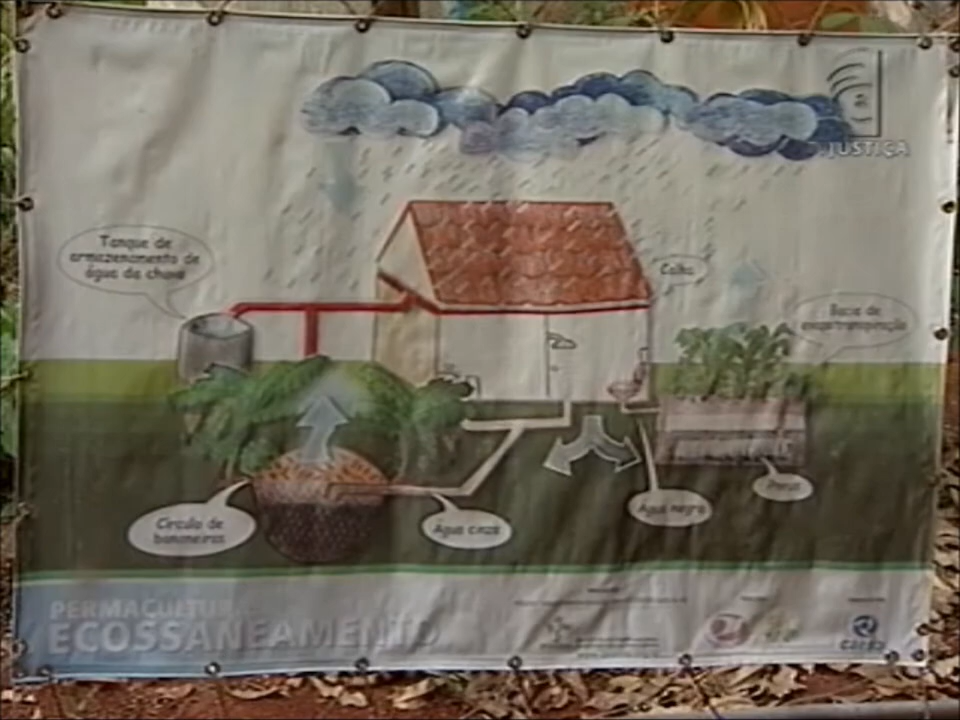 JUSTIÇA
Tanque de
armazenamento de
água da chuva
Calha
Bacia de
evapotranspiração
Círculo de
bananeiras
Água cinza
Água negra
Pneus
PERMACULTURA
ECOSSANEAMENTO
caesb